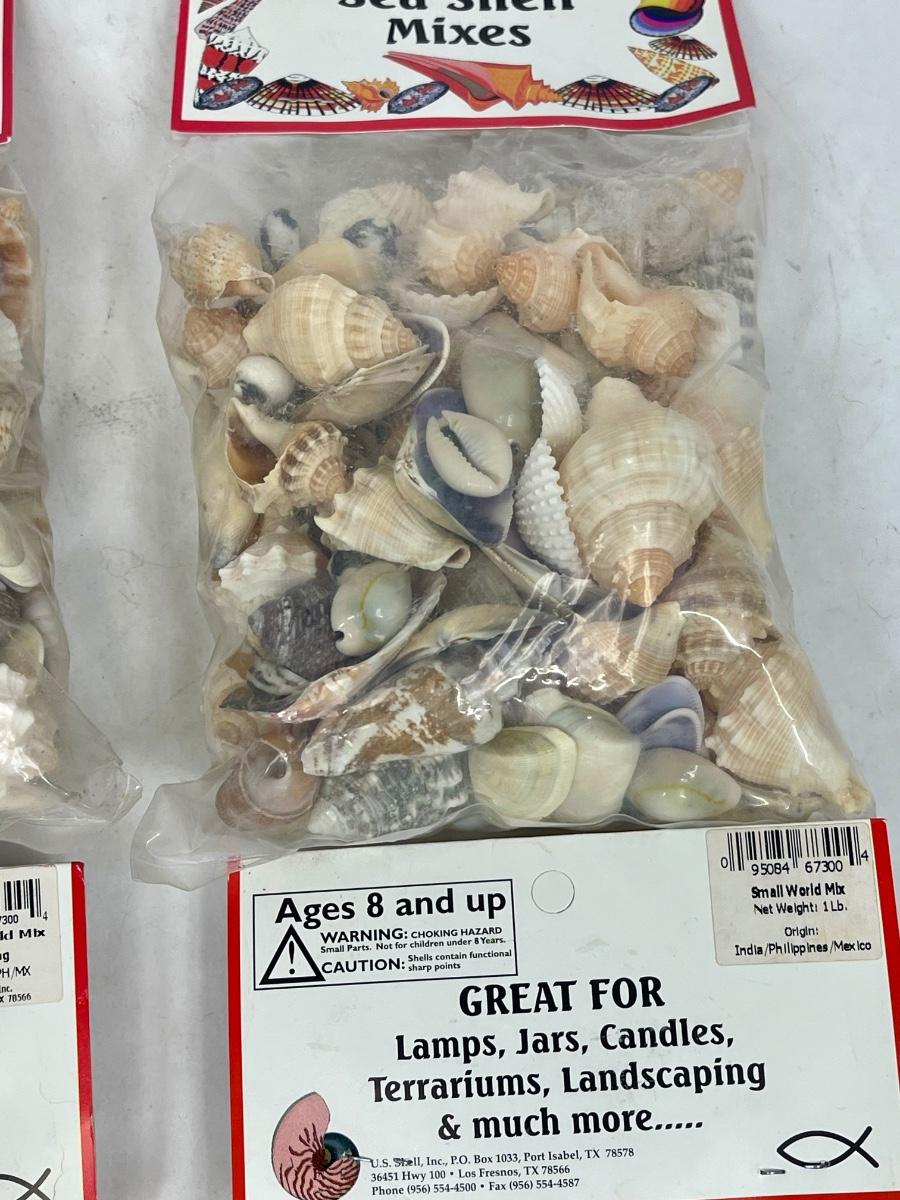 Sea Shell
Mixes
0 95084 67300 4
Small World Mix
Net Weight: 1 Lb.
Origin:
India/Philippines/Mexico
Ages 8 and up
WARNING: CHOKING HAZARD
Small Parts. Not for children under 8 Years.
CAUTION: Shells contain functional
sharp points
GREAT FOR
Lamps, Jars, Candles,
Terrariums, Landscaping
& much more.....
U.S. Shell, Inc., P.O. Box 1033, Port Isabel, TX 78578
36451 Hwy 100 • Los Fresnos, TX 78566
Phone (956) 554-4500 • Fax (956) 554-4587
7300 4
Mix
PH/MX
Inc.
X 78566